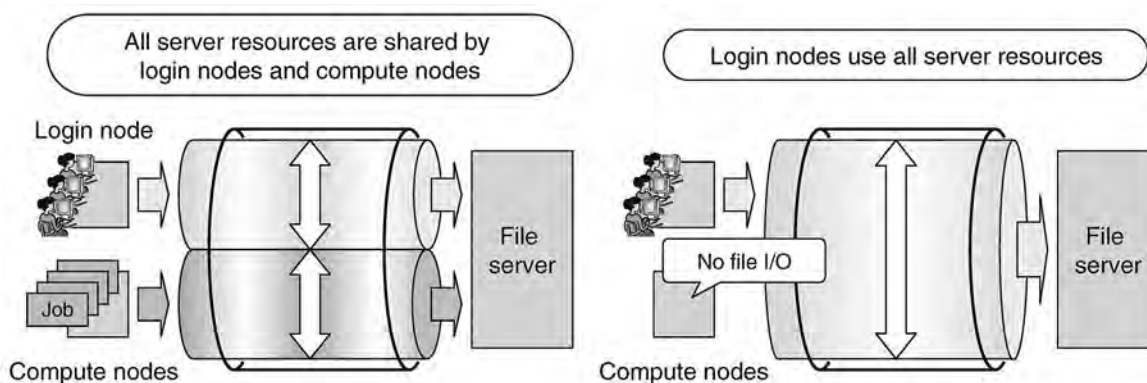 All server resources are shared by
login nodes and compute nodes
Login node
Job
Compute nodes
File
server
Login nodes use all server resources
No file I/O
Compute nodes
File
server